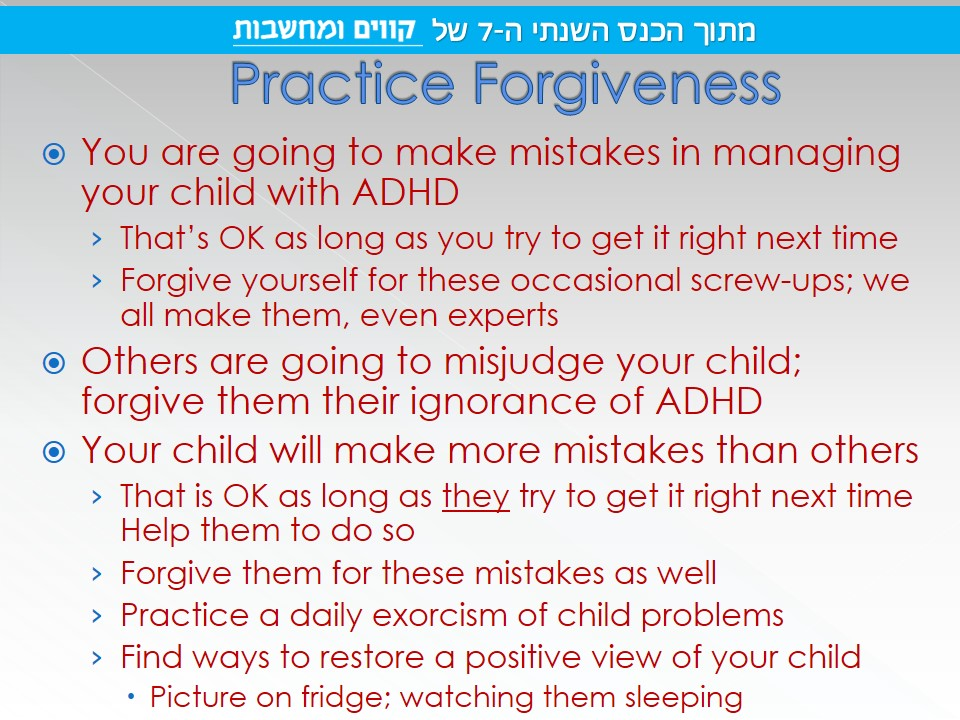 מתוך הכנס השנתי ה-7 של קווים ומחשבות
Practice Forgiveness
You are going to make mistakes in managing
your child with ADHD
› That's OK as long as you try to get it right next time
› Forgive yourself for these occasional screw-ups; we
all make them, even experts
Others are going to misjudge your child;
forgive them their ignorance of ADHD
Your child will make more mistakes than others
› That is OK as long as they try to get it right next time
Help them to do so
› Forgive them for these mistakes as well
› Practice a daily exorcism of child problems
› Find ways to restore a positive view of your child
• Picture on fridge; watching them sleeping